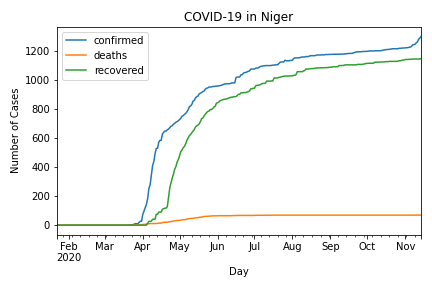 COVID-19 in Niger
confirmed
deaths
recovered
Number of Cases
1200
1000
800
600
400
200
0
Feb Mar Apr May Jun Jul Aug Sep Oct Nov
2020
Day